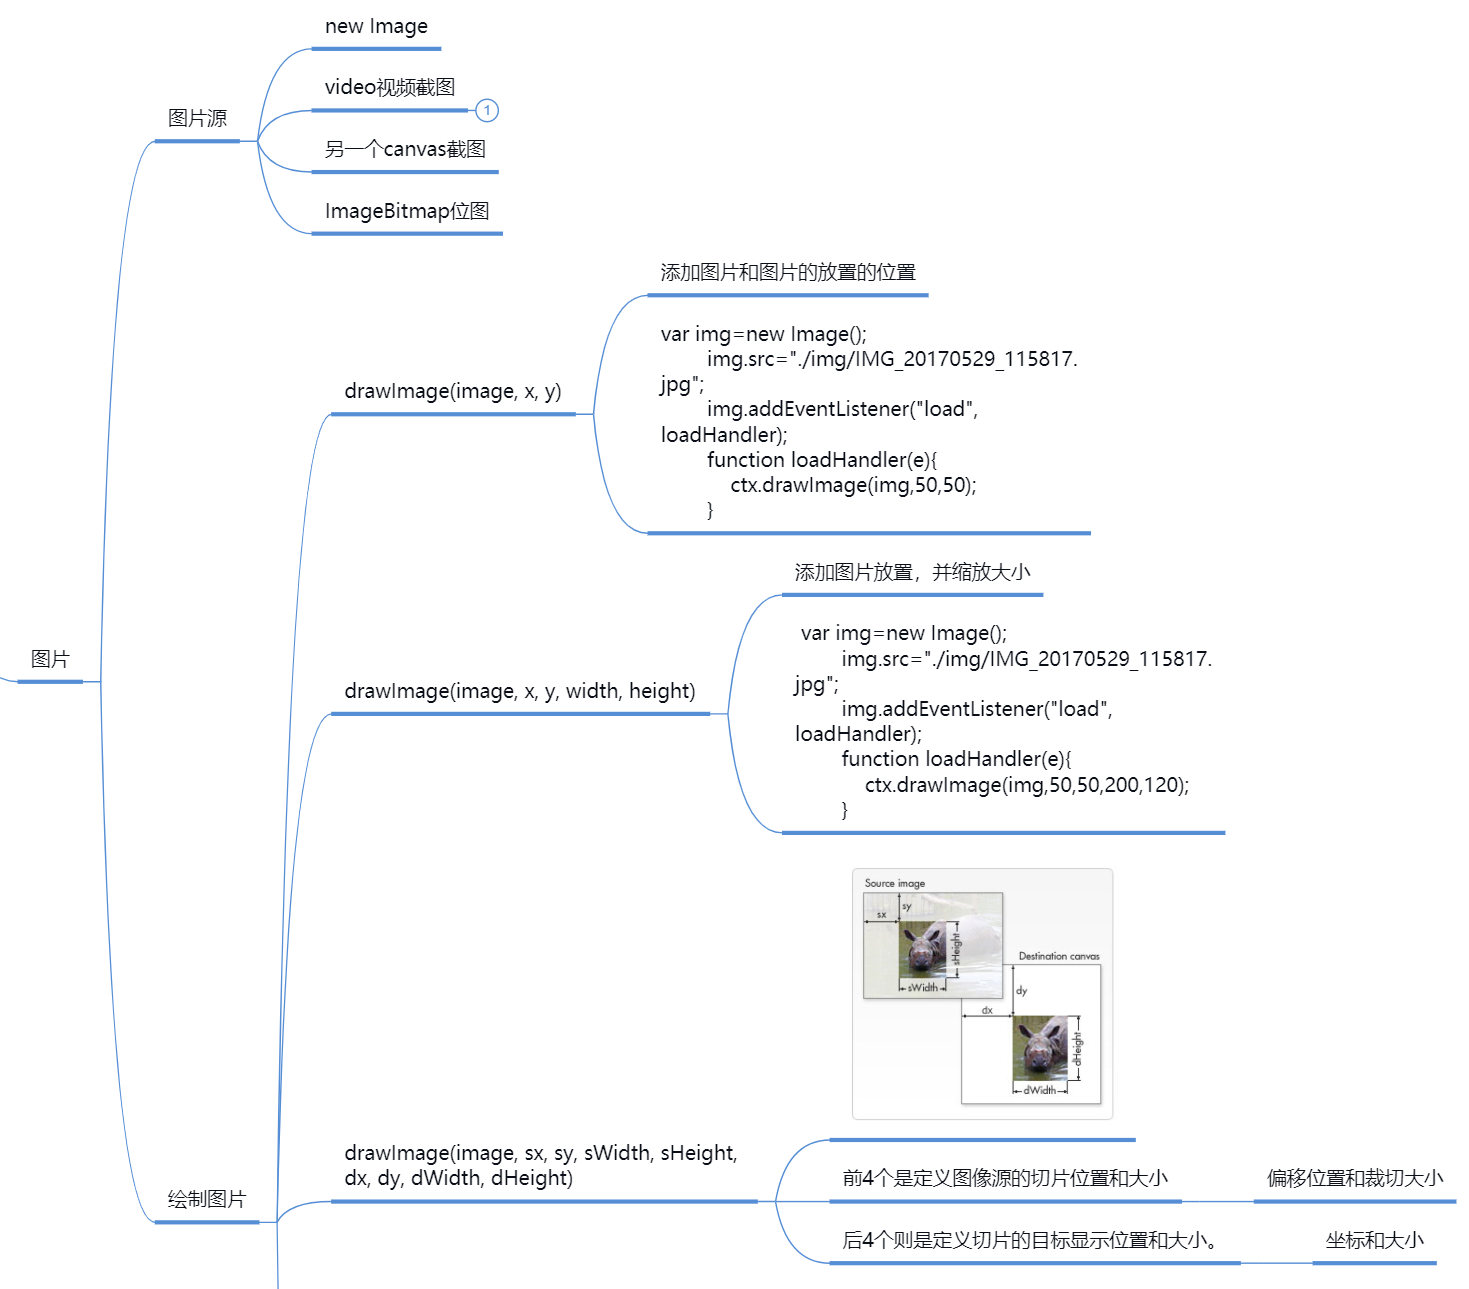 new Image
video视频截图
1
图片源
另一个canvas截图
ImageBitmap位图
添加图片和图片的放置的位置
var img=new Image();
img.src="./img/IMG_20170529_115817.
jpg";
img.addEventListener("load",
loadHandler);
function loadHandler(e){
ctx.drawImage(img,50,50);
}
drawImage(image, x, y)
添加图片放置，并缩放大小
var img=new Image();
img.src="./img/IMG_20170529_115817.
jpg";
img.addEventListener("load",
loadHandler);
function loadHandler(e){
ctx.drawImage(img,50,50,200,120);
}
图片
drawImage(image, x, y, width, height)
Source image
sx
sy
sHeight
sWidth
Destination canvas
dy
dx
dHeight
dWidth
drawImage(image, sx, sy, sWidth, sHeight,
dx, dy, dWidth, dHeight)
前4个是定义图像源的切片位置和大小
偏移位置和裁切大小
绘制图片
后4个则是定义切片的目标显示位置和大小。
坐标和大小